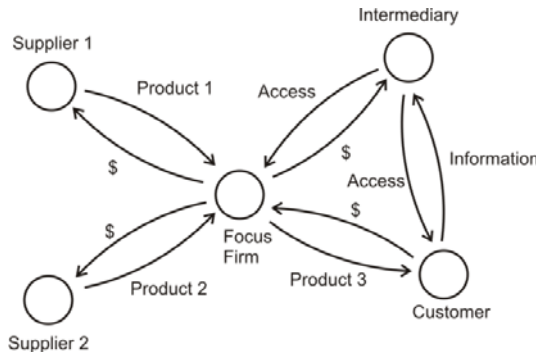 Intermediary
Supplier 1
Product 1
Access
$
$
Information
Access
$
$
Focus
Firm
Product 2
Product 3
Customer
Supplier 2